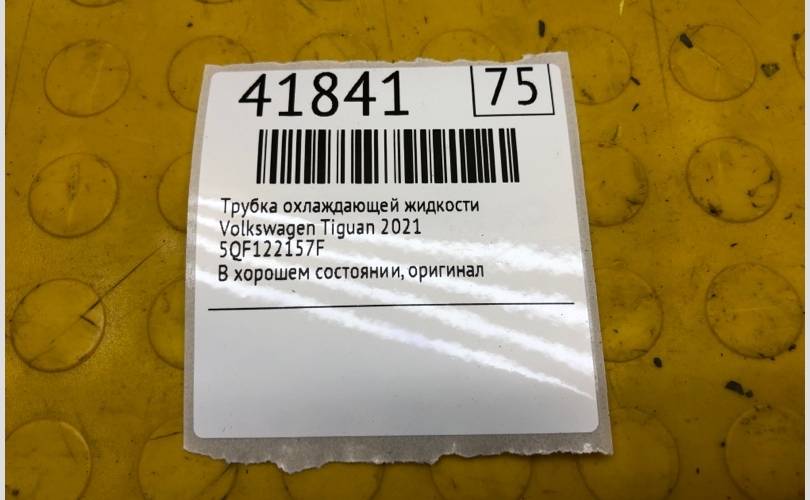 41841
75
Трубка охлаждающей жидкости
Volkswagen Tiguan 2021
5QF122157F
В хорошем состоянии, оригинал